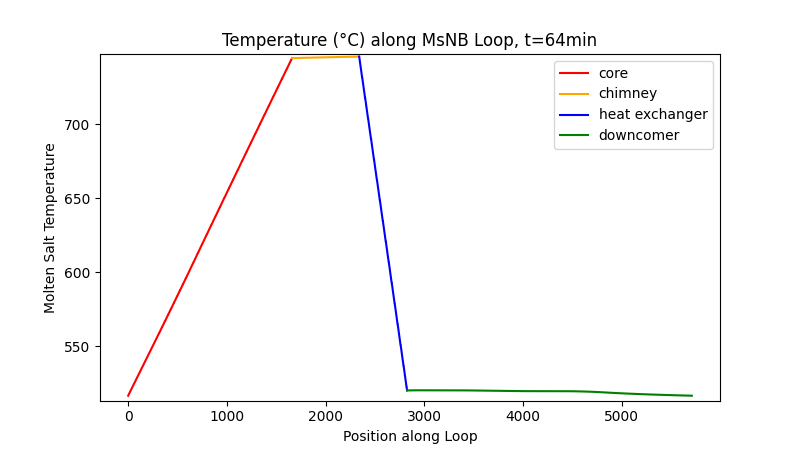 Temperature (°C) along MsNB Loop, t=64min
core
chimney
heat exchanger
downcomer
Molten Salt Temperature
700
650
600
550
0
1000
2000
3000
4000
5000
Position along Loop